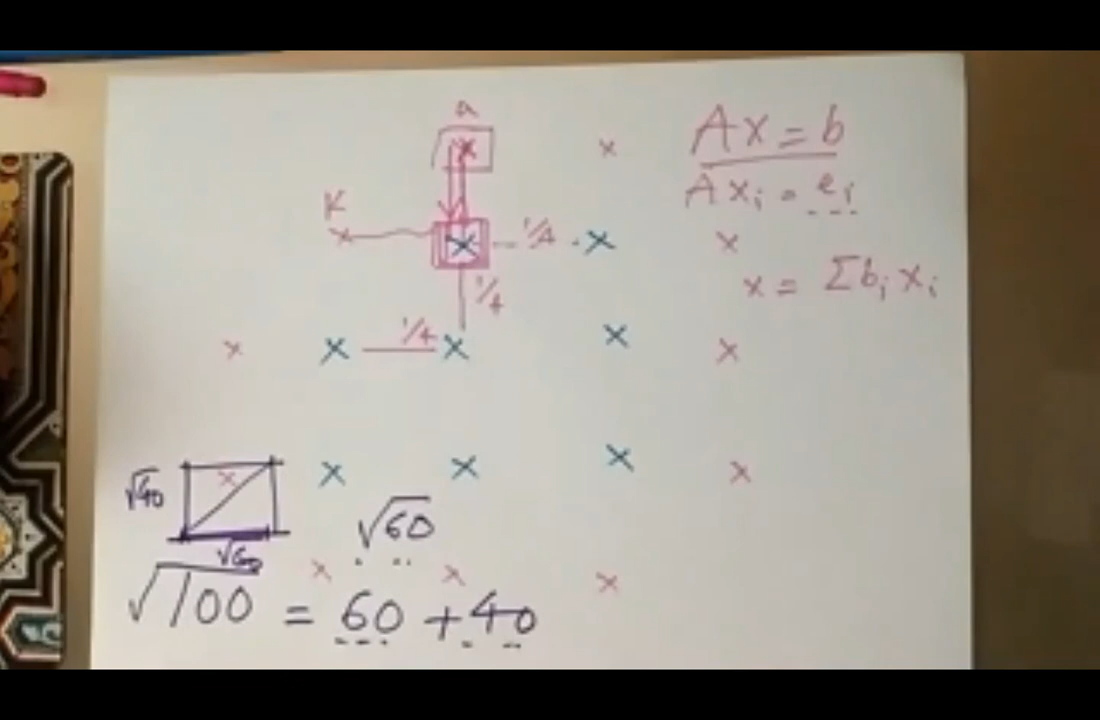 A
Ax = b
K
Axᵢ = eᵢ
1/4
x = Σbᵢxᵢ
1/4
1/4
√40
√60
√60
√100 = 60 + 40